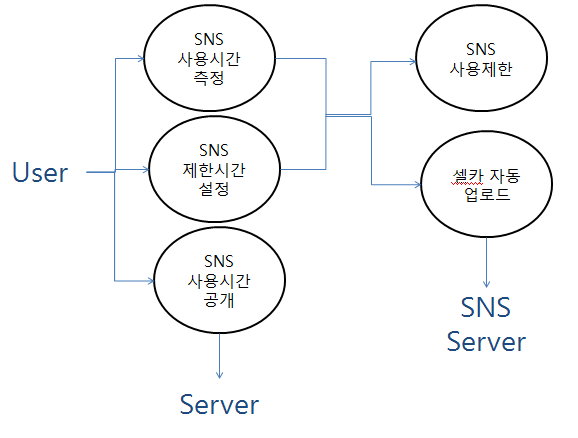 User
SNS
사용시간
측정
SNS
제한시간
설정
SNS
사용시간
공개
Server
SNS
사용제한
셀카 자동
업로드
SNS
Server